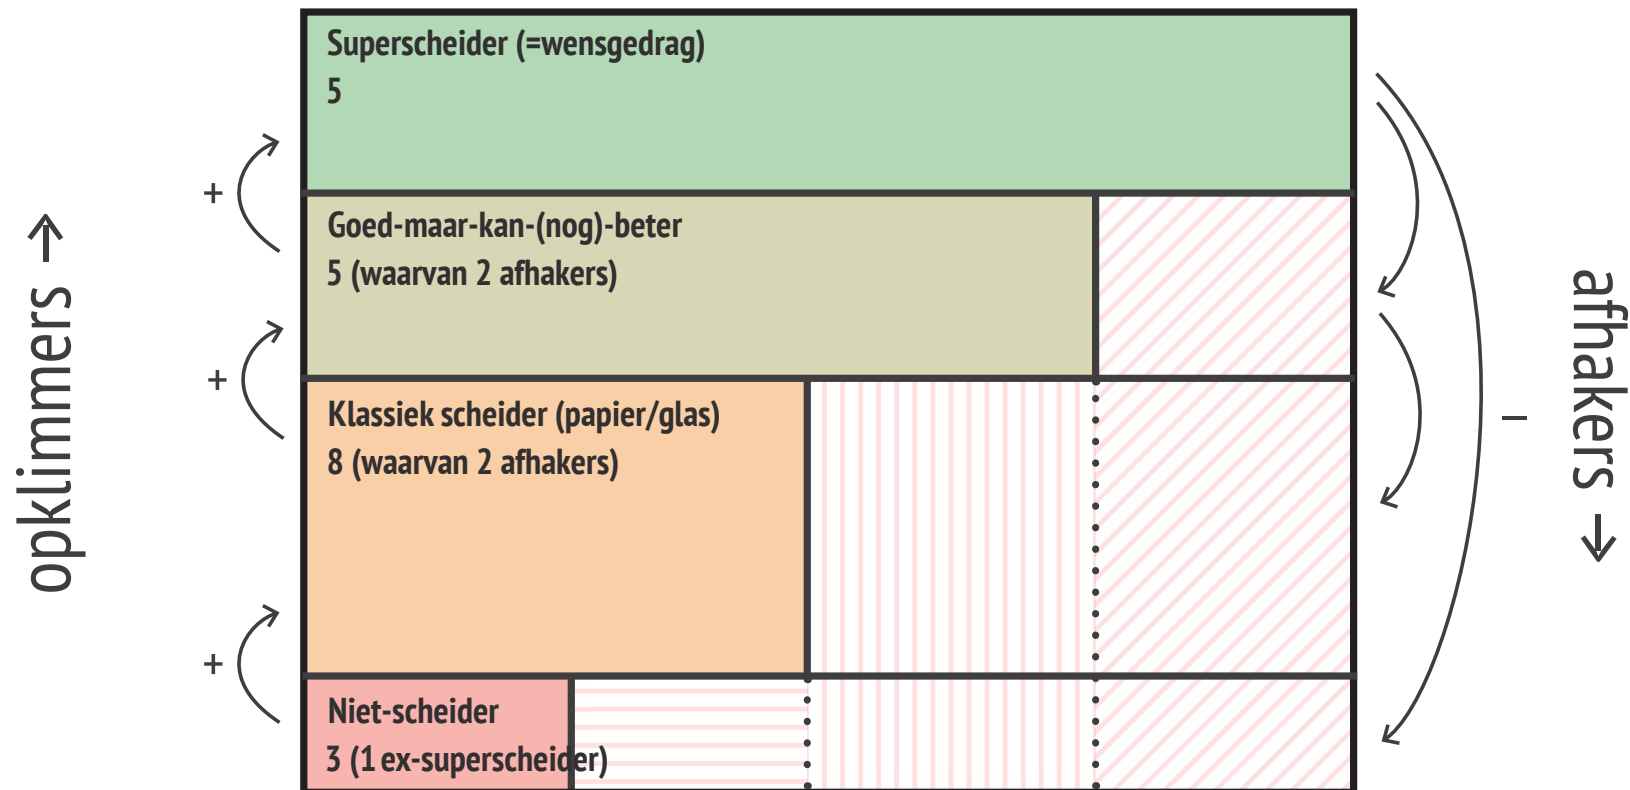 Superscheider (=wensgedrag)
5
+
Goed-maar-kan-(nog)-beter
5 (waarvan 2 afhakers)
+
Klassiek scheider (papier/glas)
8 (waarvan 2 afhakers)
+
Niet-scheider
3 (1 ex-superscheider)
opklimmers →
–
afhakers →